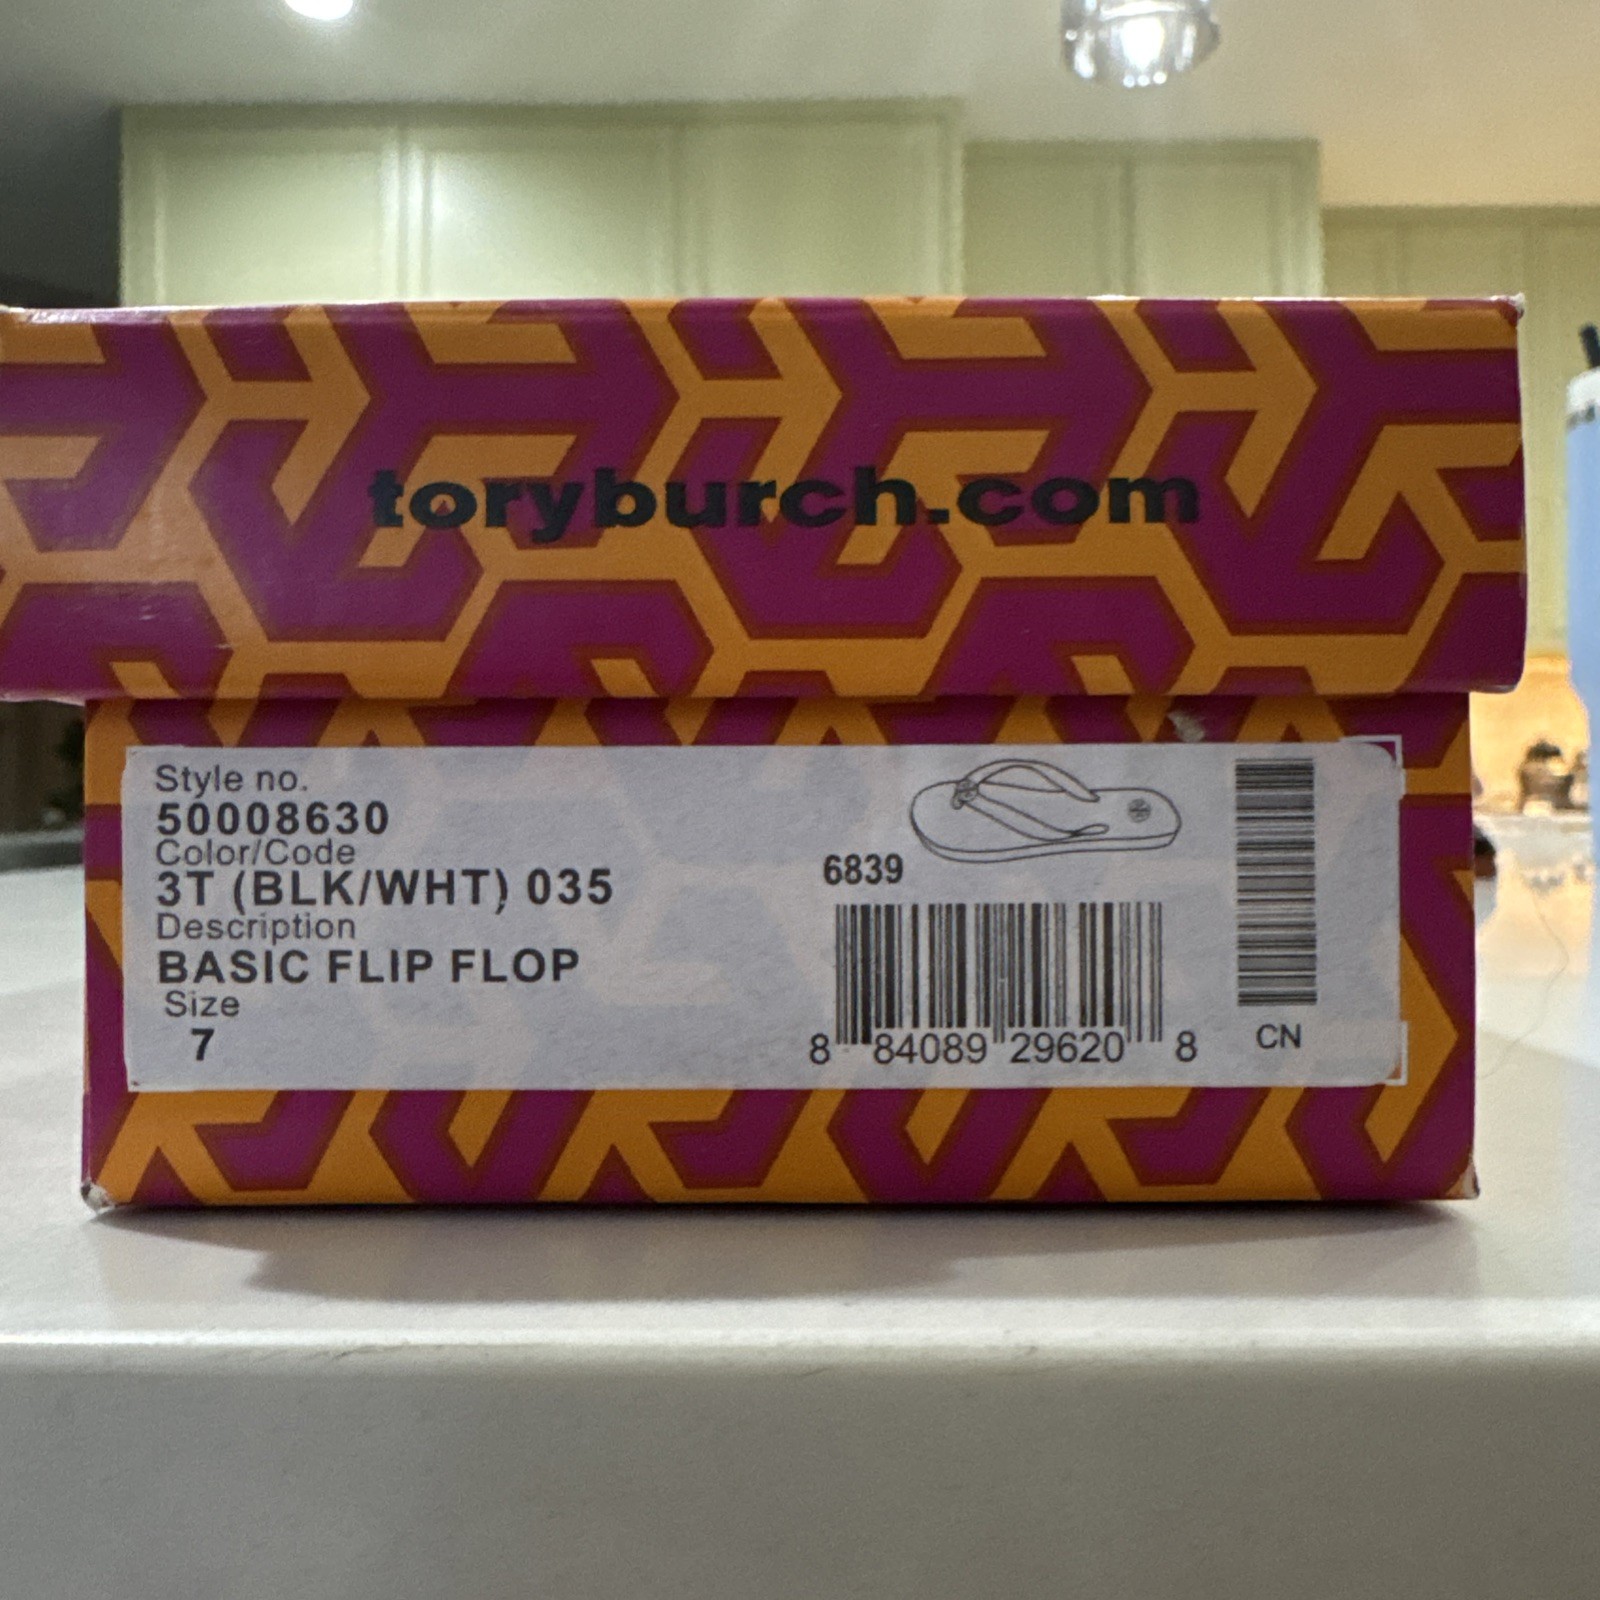 toryburch.com
Style no.
50008630
Color/Code
3T (BLK/WHT) 035
Description
BASIC FLIP FLOP
Size
7
6839
8 84089 29620 8
CN